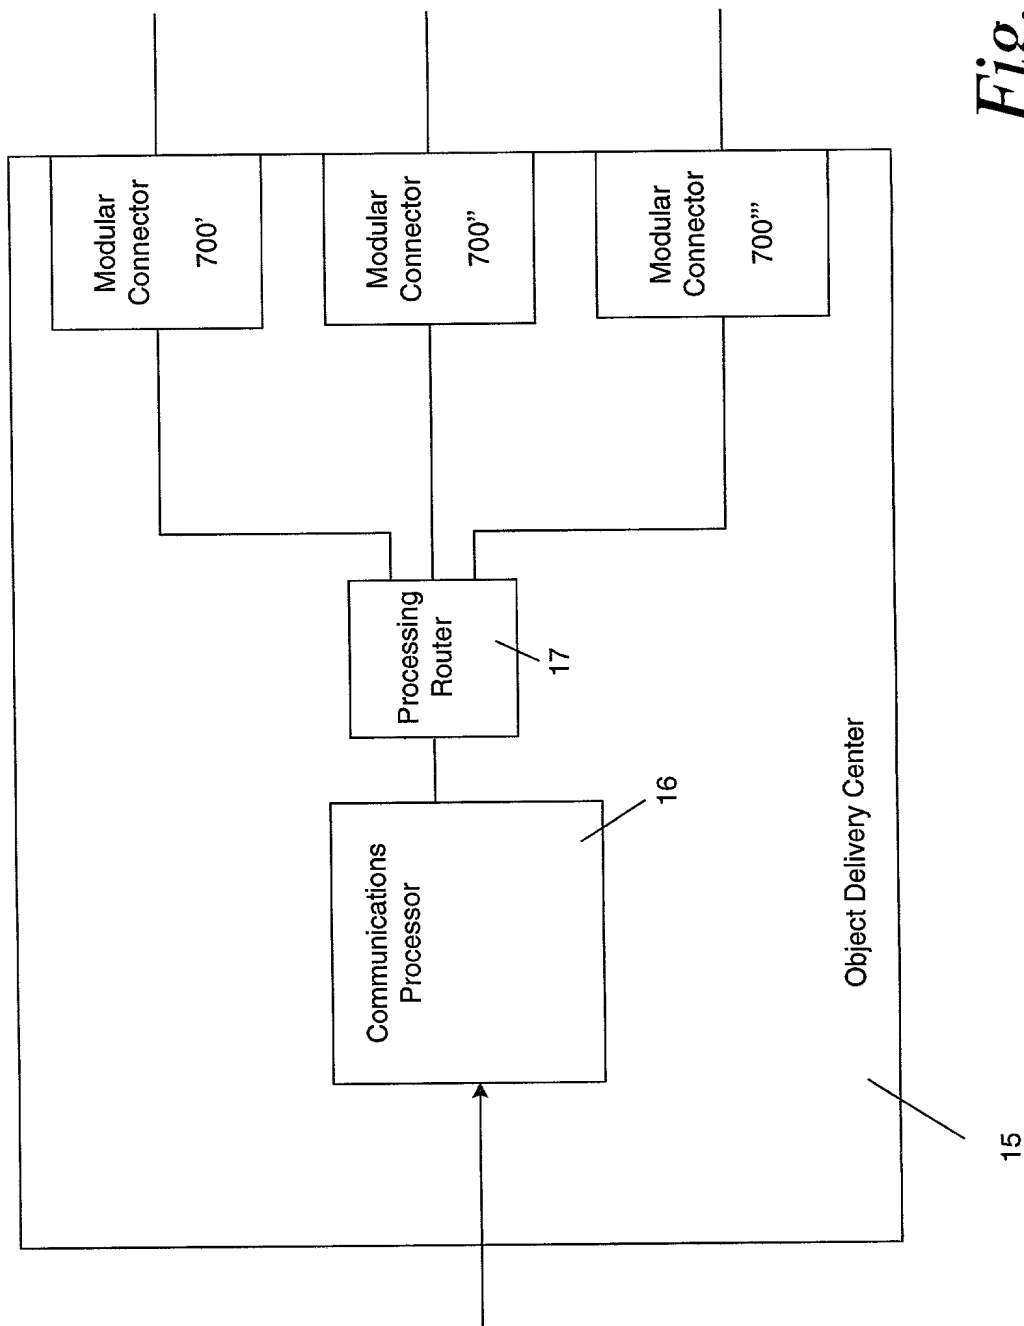 Communications
Processor
16
Processing
Router
17
Modular
Connector
700'
Modular
Connector
700''
Modular
Connector
700'''
Object Delivery Center
15
Fig.